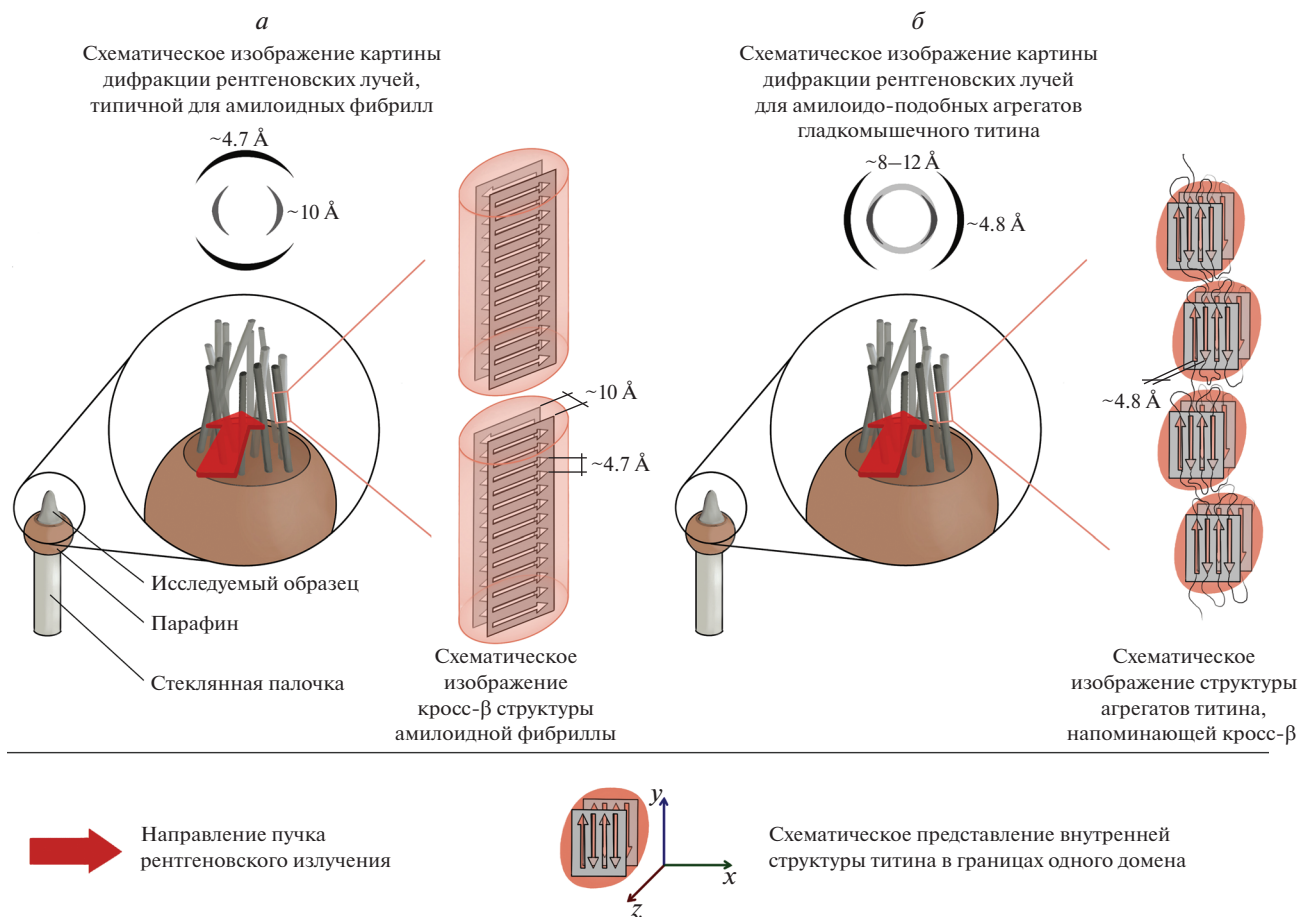 а
Схематическое изображение картины
дифракции рентгеновских лучей,
типичной для амилоидных фибрилл
~4.7 Å
~10 Å
~10 Å
~4.7 Å
Исследуемый образец
Парафин
Стеклянная палочка
Схематическое
изображение
кросс-β структуры
амилоидной фибриллы
б
Схематическое изображение картины
дифракции рентгеновских лучей
для амилоидо-подобных агрегатов
гладкомышечного титина
~8–12 Å
~4.8 Å
~4.8 Å
Схематическое
изображение структуры
агрегатов титина,
напоминающей кросс-β
Направление пучка
рентгеновского излучения
y
x
z
Схематическое представление внутренней
структуры титина в границах одного домена